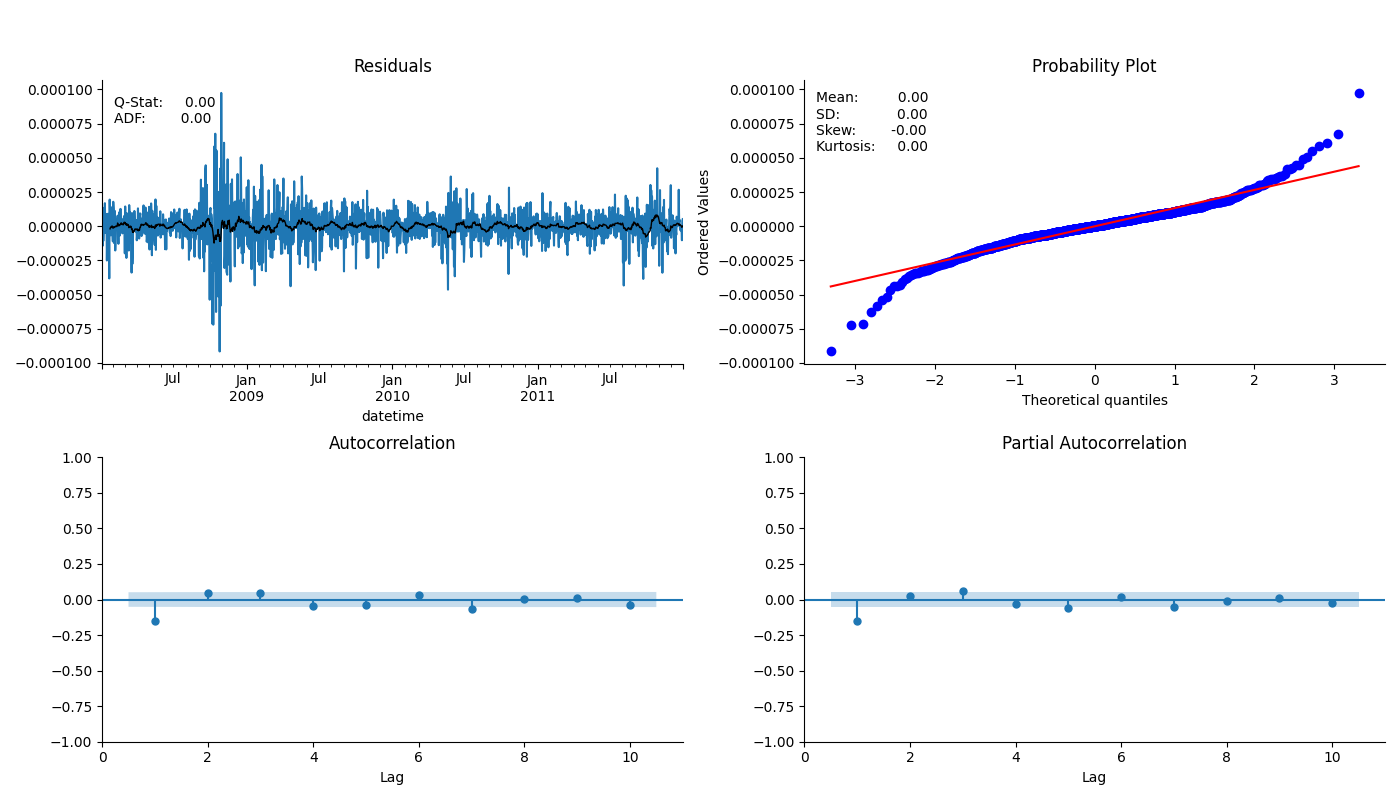 Residuals
0.000100
0.000075
0.000050
0.000025
0.000000
−0.000025
−0.000050
−0.000075
−0.000100
Q-Stat: 0.00
ADF: 0.00
Jul Jan Jul Jan Jul Jan Jul
2009 2010 2011
datetime
Probability Plot
Ordered Values
0.000100
0.000075
0.000050
0.000025
0.000000
−0.000025
−0.000050
−0.000075
−0.000100
Mean: 0.00
SD: 0.00
Skew: -0.00
Kurtosis: 0.00
−3 −2 −1 0 1 2 3
Theoretical quantiles
Autocorrelation
1.00
0.75
0.50
0.25
0.00
−0.25
−0.50
−0.75
−1.00
0 2 4 6 8 10
Lag
Partial Autocorrelation
1.00
0.75
0.50
0.25
0.00
−0.25
−0.50
−0.75
−1.00
0 2 4 6 8 10
Lag